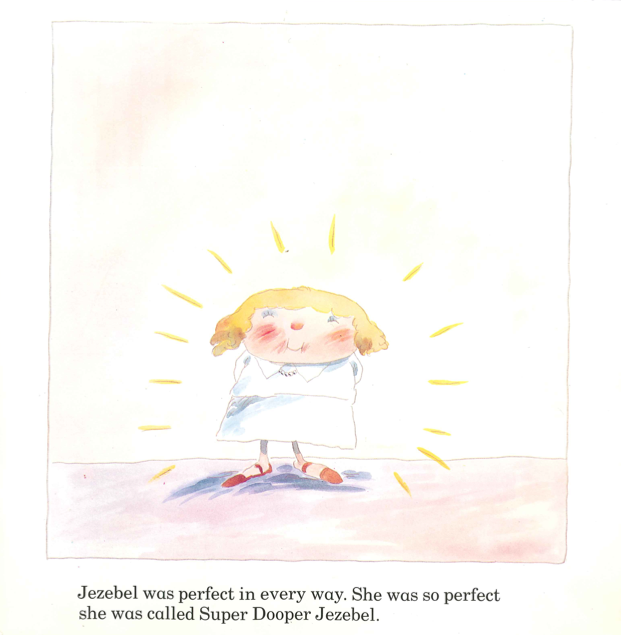 Jezebel was perfect in every way. She was so perfect
she was called Super Dooper Jezebel.